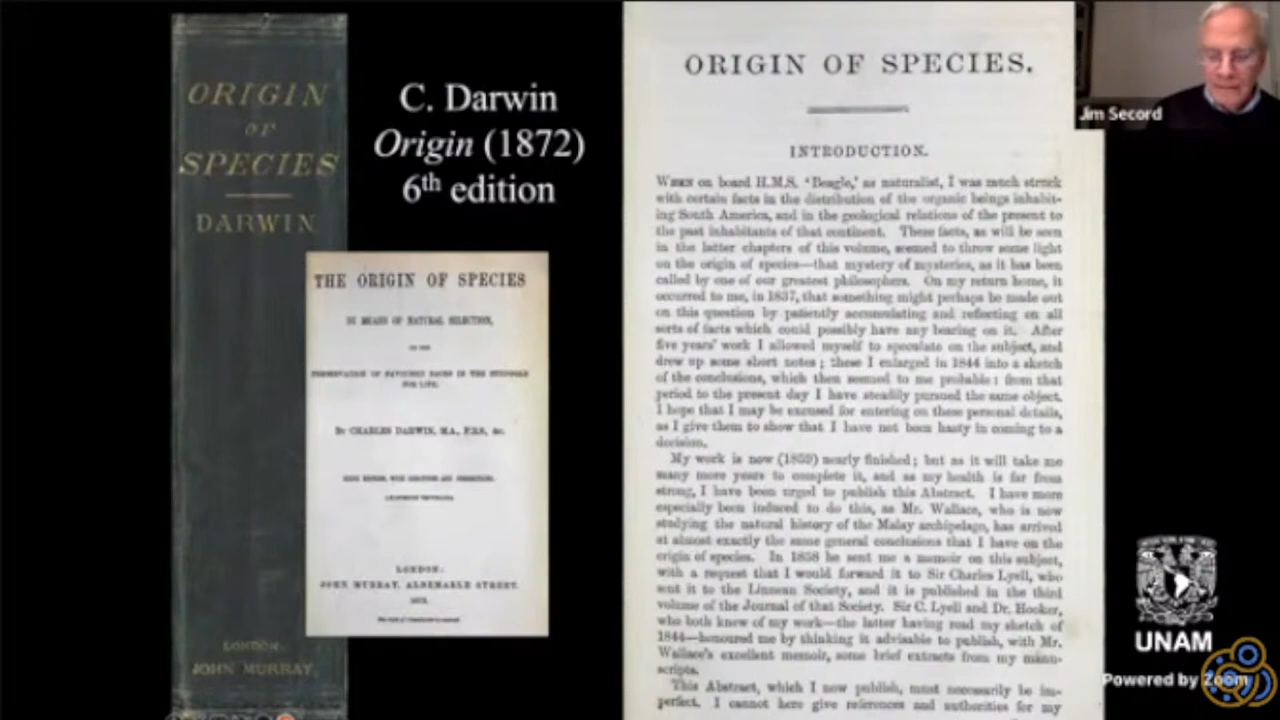 ORIGIN
OF
SPECIES
DARWIN
LONDON:
JOHN MURRAY.
C. Darwin
Origin (1872)
6th edition
THE ORIGIN OF SPECIES
BY MEANS OF NATURAL SELECTION,
OR THE
PRESERVATION OF FAVOURED RACES IN THE STRUGGLE
FOR LIFE.
By CHARLES DARWIN, M.A., F.R.S., &c.
LONDON:
JOHN MURRAY, ALBEMARLE STREET.
1872.
ORIGIN OF SPECIES.
INTRODUCTION.
When on board H.M.S. 'Beagle,' as naturalist, I was much struck
with certain facts in the distribution of the organic beings inhabit-
ing South America, and in the geological relations of the present to
the past inhabitants of that continent. These facts, as will be seen
in the latter chapters of this volume, seemed to throw some light
on the origin of species—that mystery of mysteries, as it has been
called by one of our greatest philosophers. On my return home, it
occurred to me, in 1837, that something might perhaps be made out
on this question by patiently accumulating and reflecting on all
sorts of facts which could possibly have any bearing on it. After
five years' work I allowed myself to speculate on the subject, and
drew up some short notes; these I enlarged in 1844 into a sketch
of the conclusions, which then seemed to me probable: from that
period to the present day I have steadily pursued the same object.
I hope that I may be excused for entering on these personal details,
as I give them to show that I have not been hasty in coming to a
decision.
My work is now (1859) nearly finished; but as it will take me
many more years to complete it, and as my health is far from
strong, I have been urged to publish this Abstract. I have more
especially been induced to do this, as Mr. Wallace, who is now
studying the natural history of the Malay archipelago, has arrived
at almost exactly the same general conclusions that I have on the
origin of species. In 1858 he sent me a memoir on this subject,
with a request that I would forward it to Sir Charles Lyell, who
sent it to the Linnean Society, and it is published in the third
volume of the Journal of that Society. Sir C. Lyell and Dr. Hooker,
who both knew of my work—the latter having read my sketch of
1844—honoured me by thinking it advisable to publish, with Mr.
Wallace's excellent memoir, some brief extracts from my manu-
scripts.
This Abstract, which I now publish, must necessarily be im-
perfect. I cannot here give references and authorities for my
Jim Secord
UNAM
Powered by Zoom